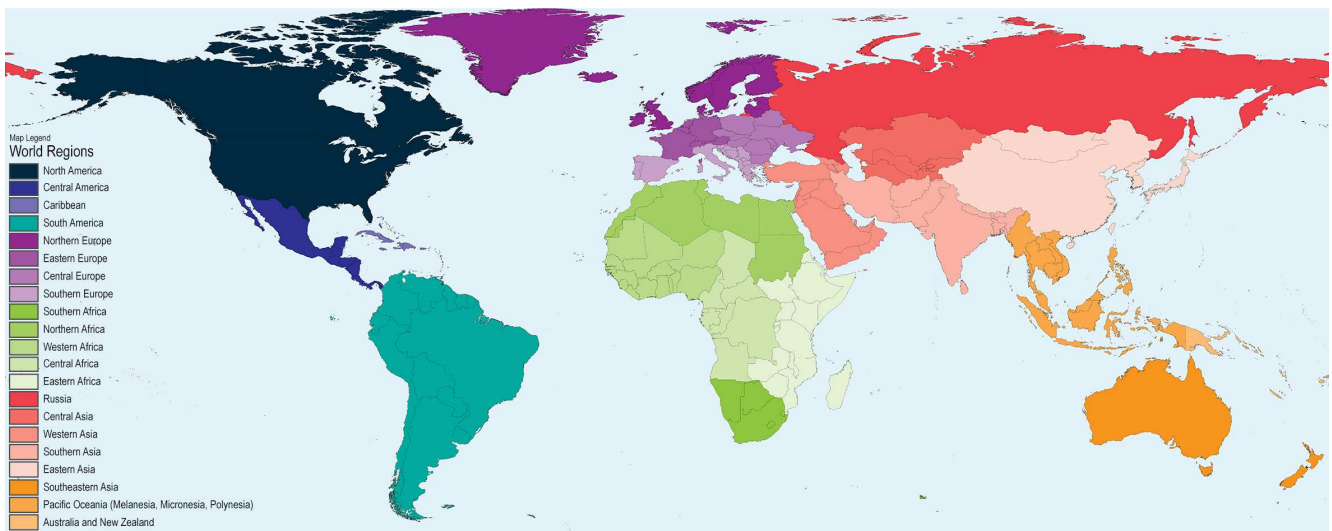 Map Legend
World Regions
North America
Central America
Caribbean
South America
Northern Europe
Eastern Europe
Central Europe
Southern Europe
Southern Africa
Northern Africa
Western Africa
Central Africa
Eastern Africa
Russia
Central Asia
Western Asia
Southern Asia
Eastern Asia
Southeastern Asia
Pacific Oceania (Melanesia, Micronesia, Polynesia)
Australia and New Zealand